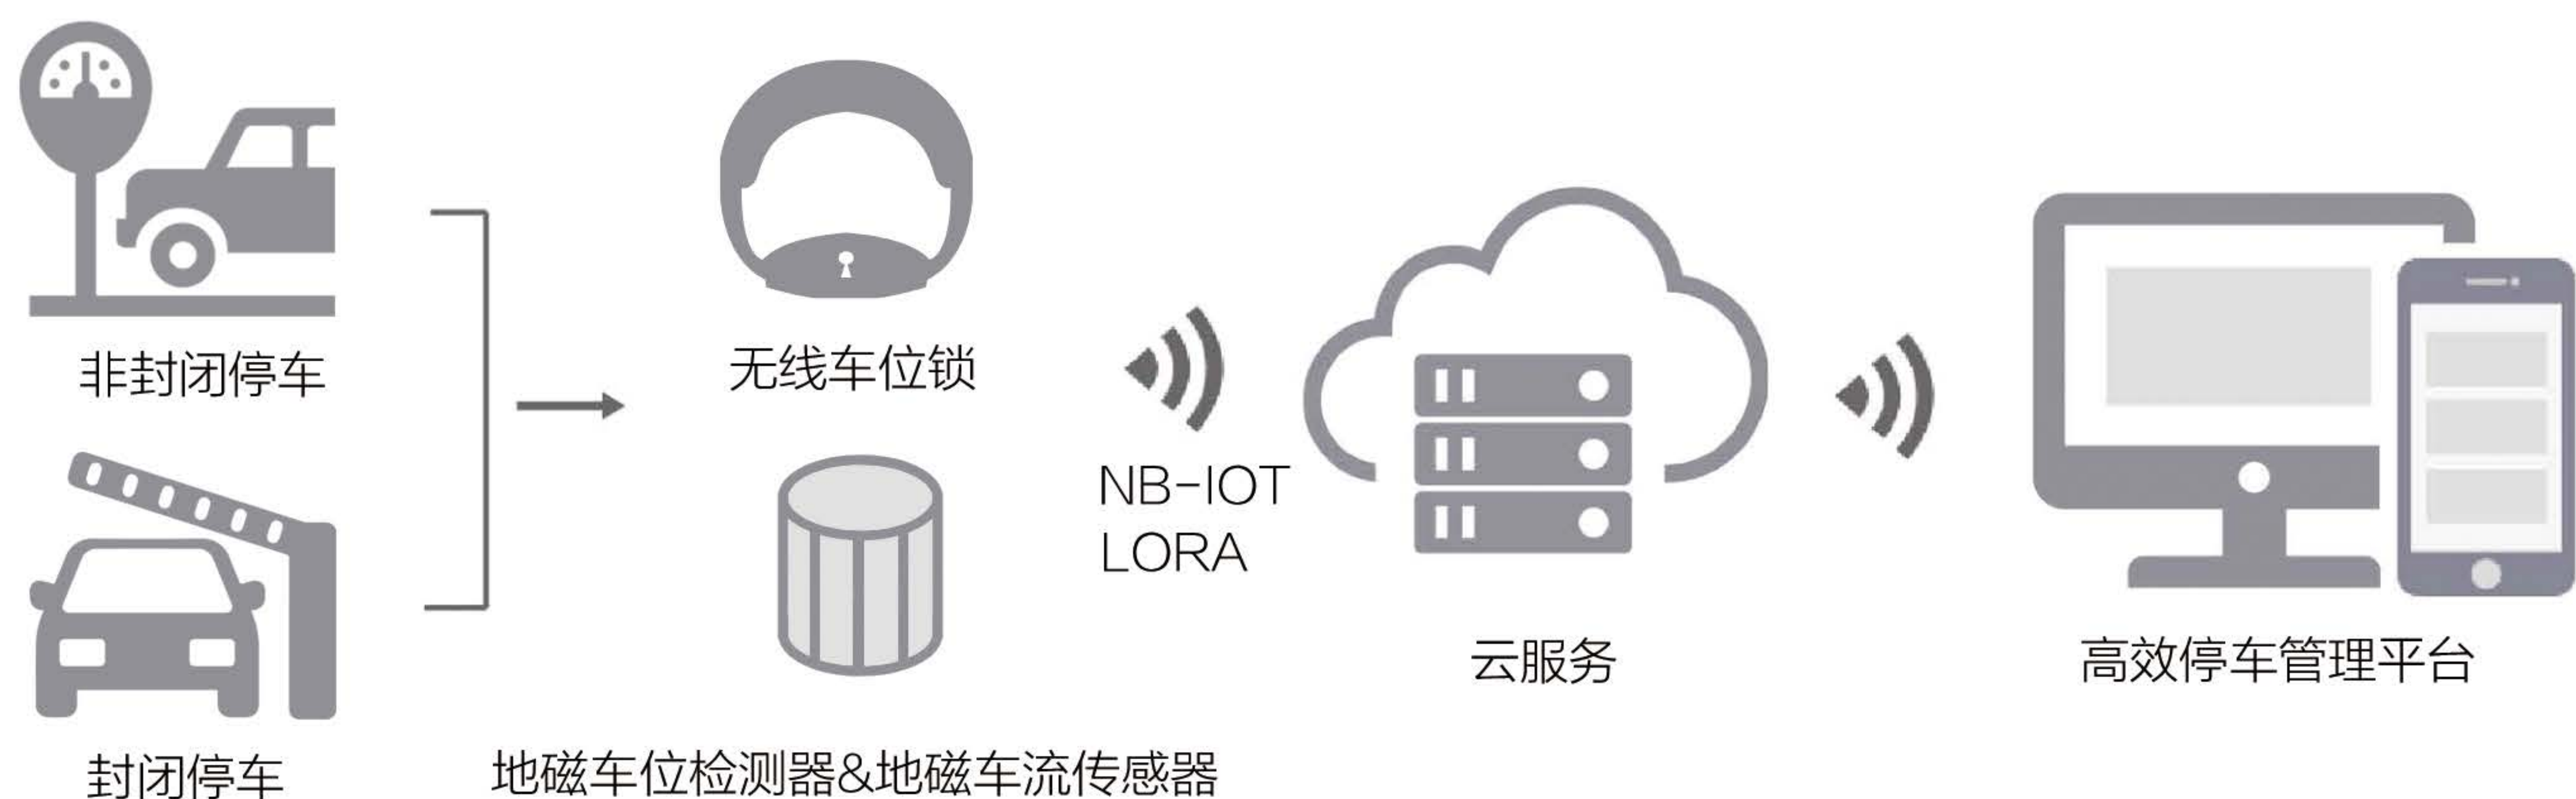 非封闭停车
封闭停车
无线车位锁
地磁车位检测器&地磁车流传感器
NB-IOT
LORA
云服务
高效停车管理平台